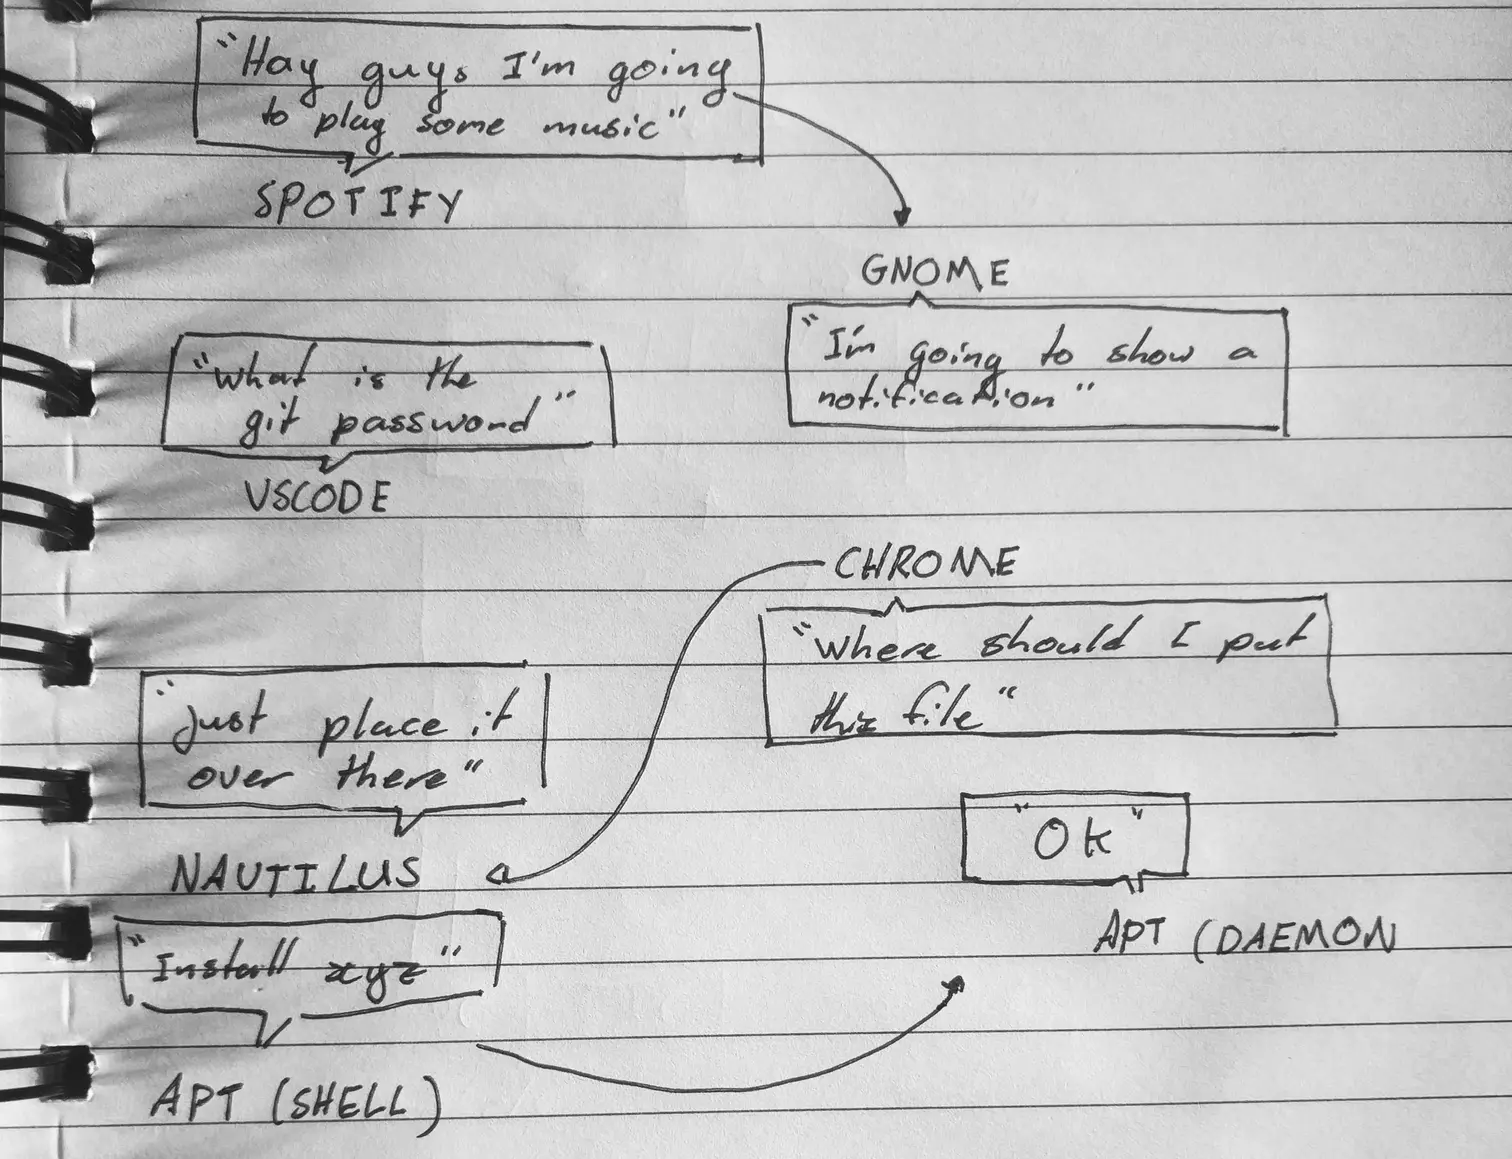 "Hay guys I'm going
to play some music"
SPOTIFY
GNOME
"I'm going to show a
notification"
"what is the
git password"
VSCODE
CHROME
"where should I put
this file"
"just place it
over there"
NAUTILUS
"Ok"
APT (DAEMON
"Install xyz"
APT (SHELL)